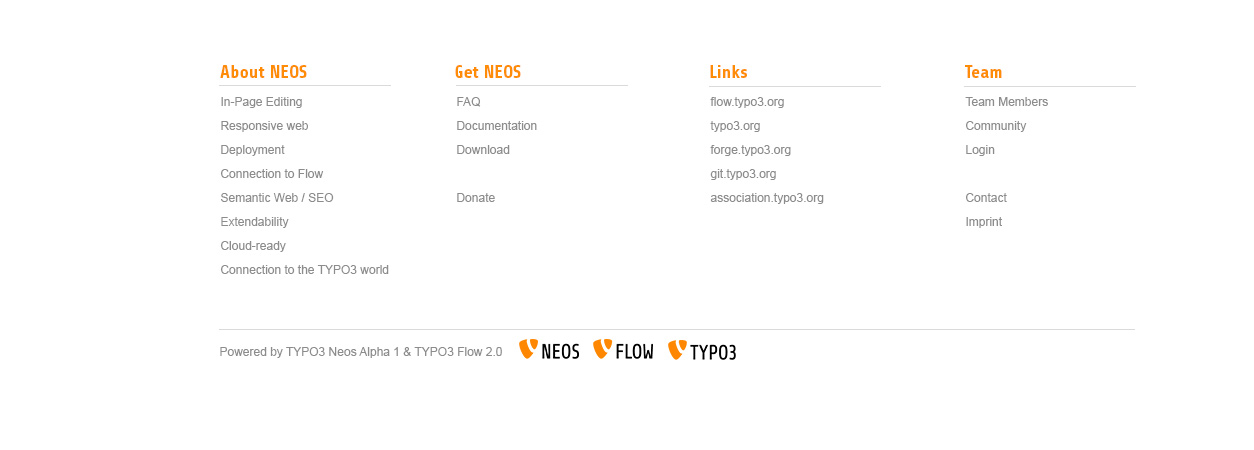 About NEOS
In-Page Editing
Responsive web
Deployment
Connection to Flow
Semantic Web / SEO
Extendability
Cloud-ready
Connection to the TYPO3 world
Get NEOS
FAQ
Documentation
Download
Donate
Links
flow.typo3.org
typo3.org
forge.typo3.org
git.typo3.org
association.typo3.org
Team
Team Members
Community
Login
Contact
Imprint
Powered by TYPO3 Neos Alpha 1 & TYPO3 Flow 2.0 NEOS FLOW TYPO3